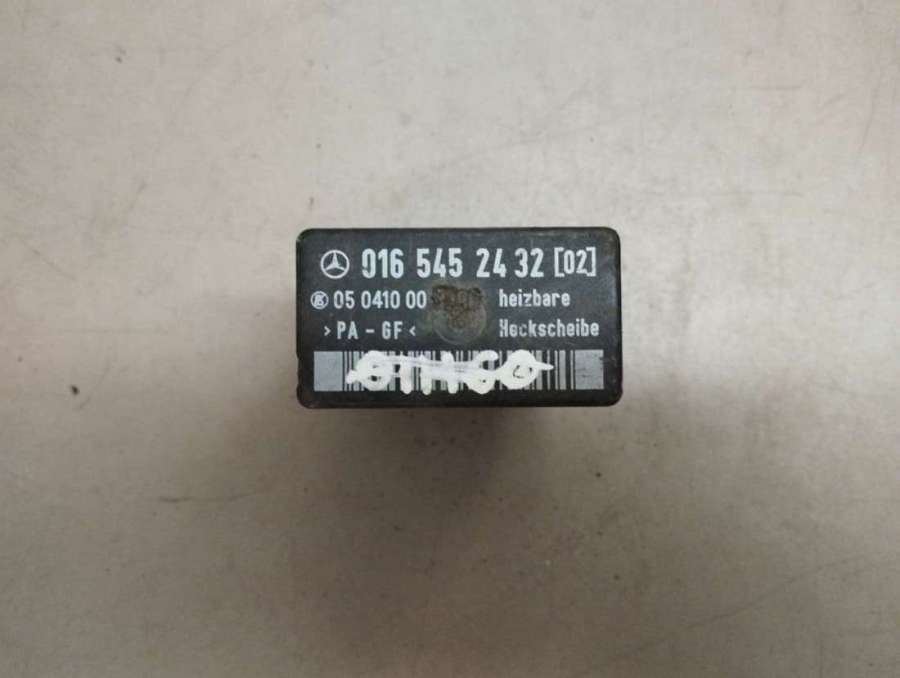 016 545 24 32 [02]
05 0410 00 heizbare
>PA-GF< Heckscheibe